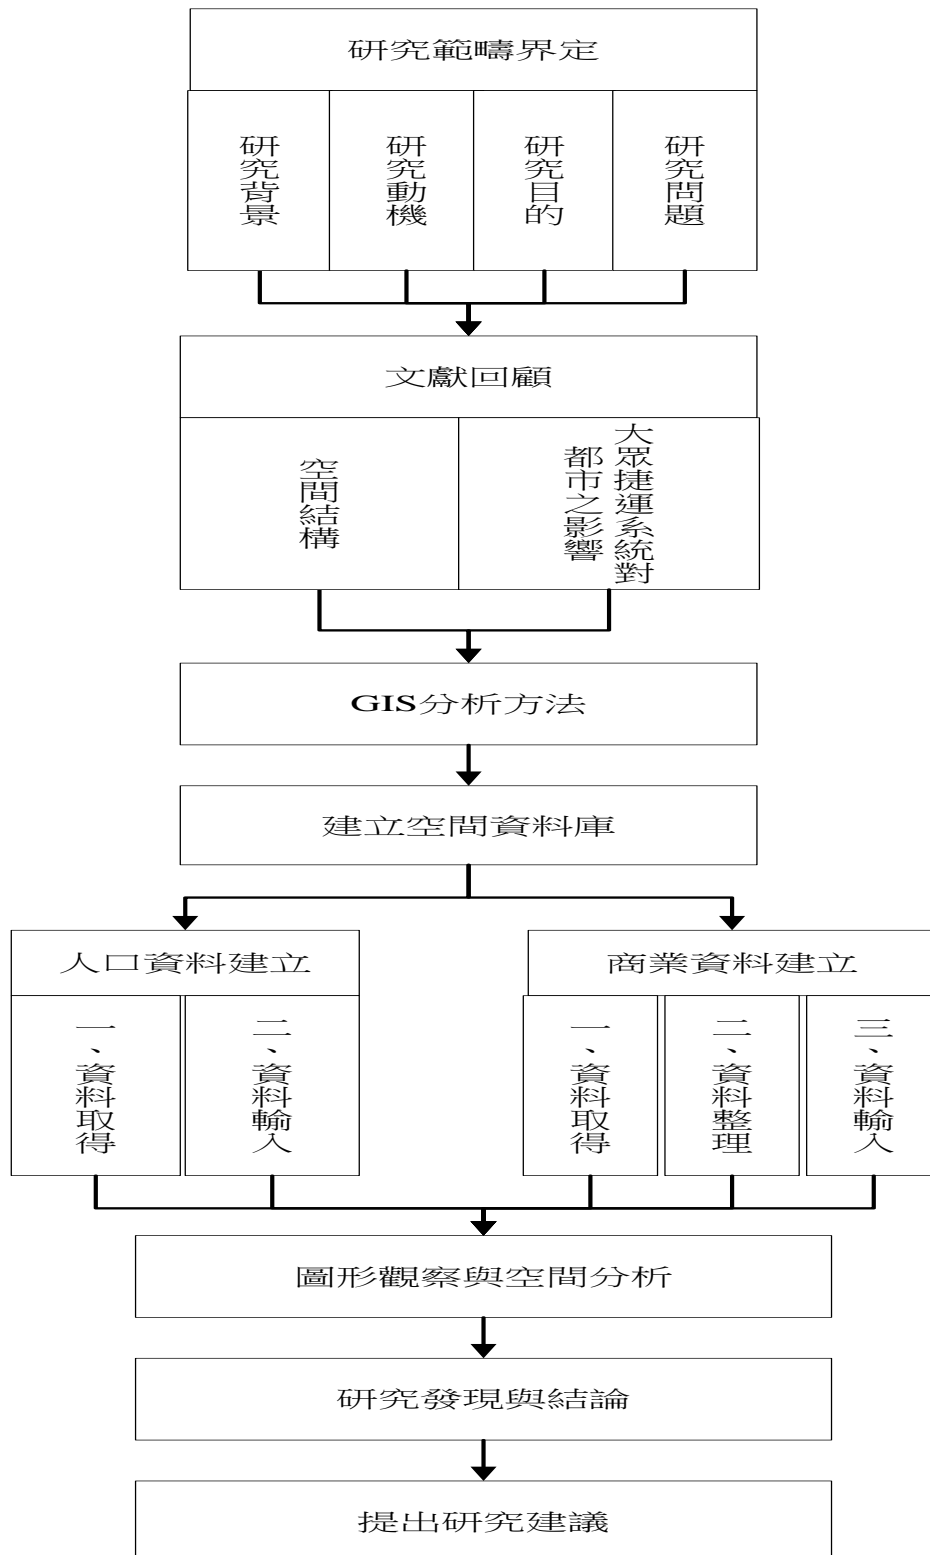 研究範疇界定
研究背景
研究動機
研究目的
研究問題
文獻回顧
空間結構
大眾捷運系統對
都市之影響
GIS分析方法
建立空間資料庫
人口資料建立
一、資料取得
二、資料輸入
商業資料建立
一、資料取得
二、資料整理
三、資料輸入
圖形觀察與空間分析
研究發現與結論
提出研究建議